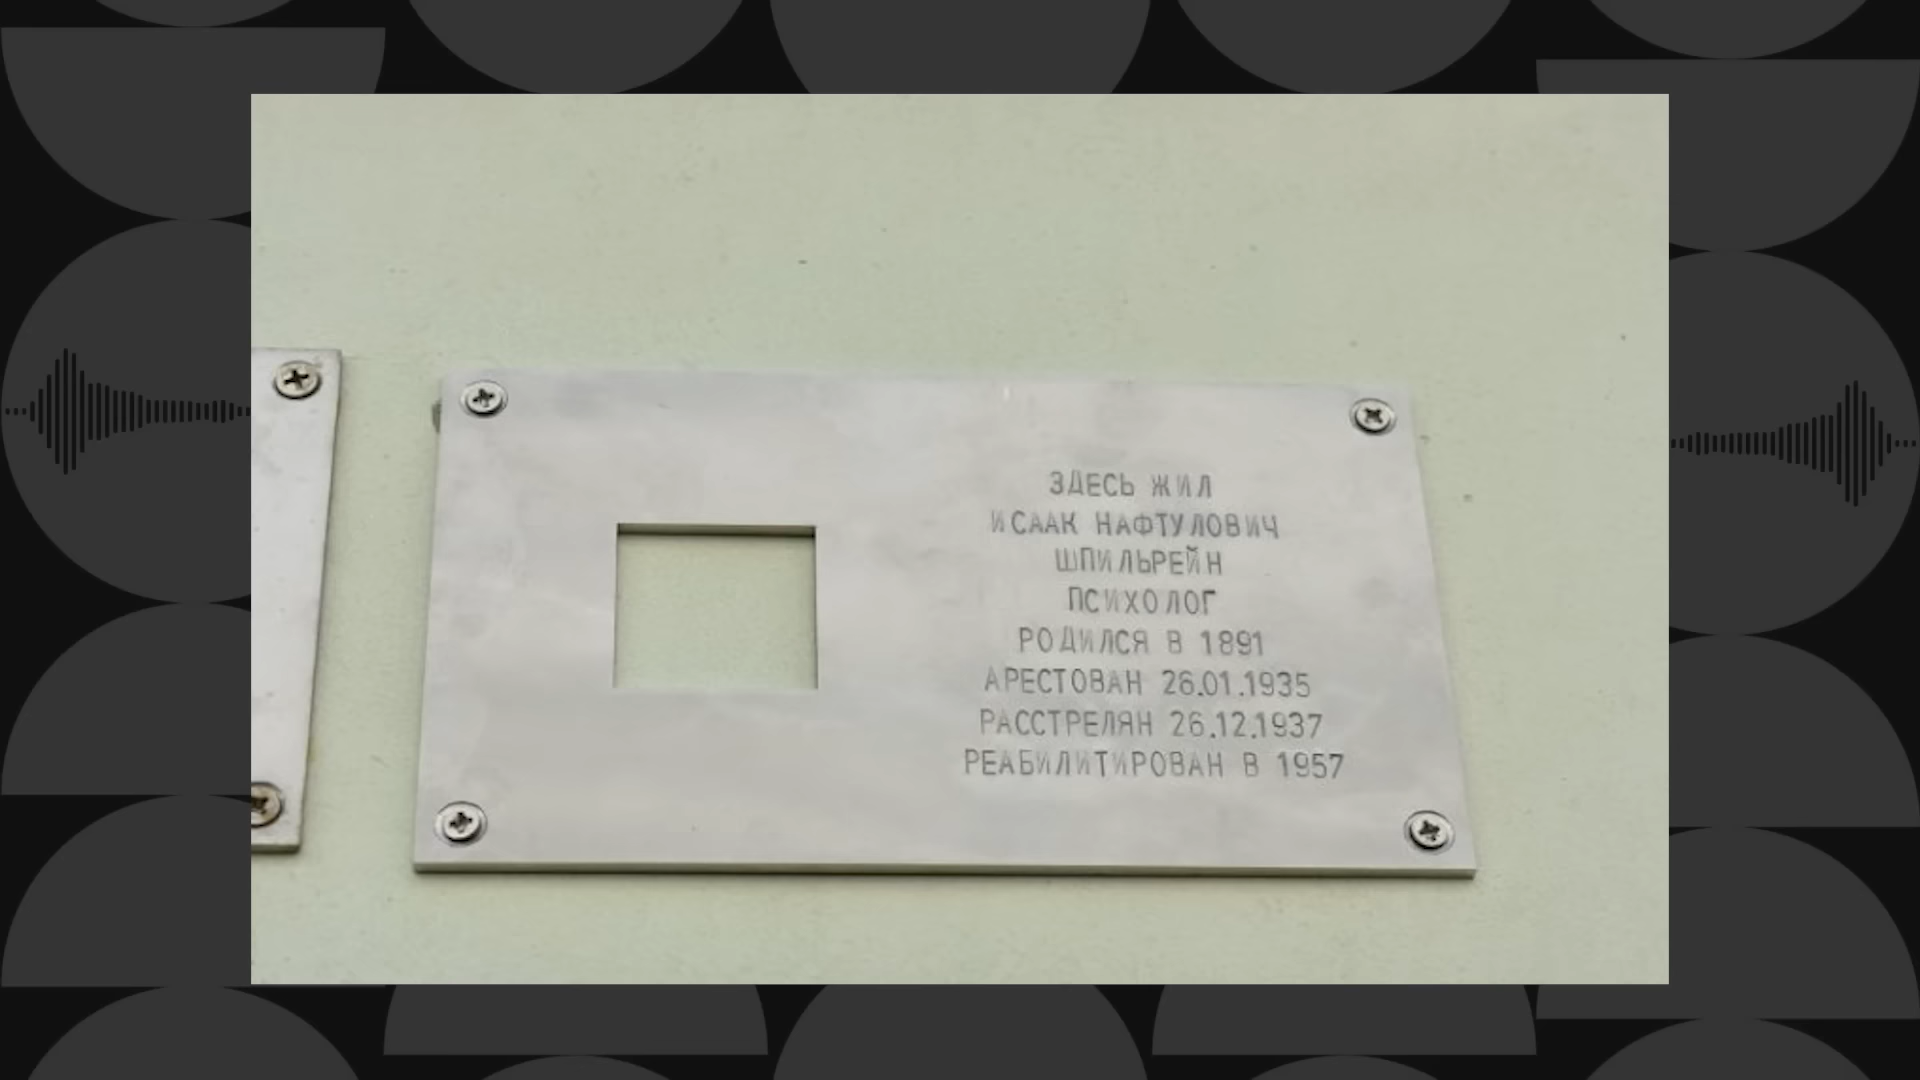 ЗДЕСЬ ЖИЛ
ИСААК НАФТУЛОВИЧ
ШПИЛЬРЕЙН
ПСИХОЛОГ
РОДИЛСЯ В 1891
АРЕСТОВАН 26.01.1935
РАССТРЕЛЯН 26.12.1937
РЕАБИЛИТИРОВАН В 1957